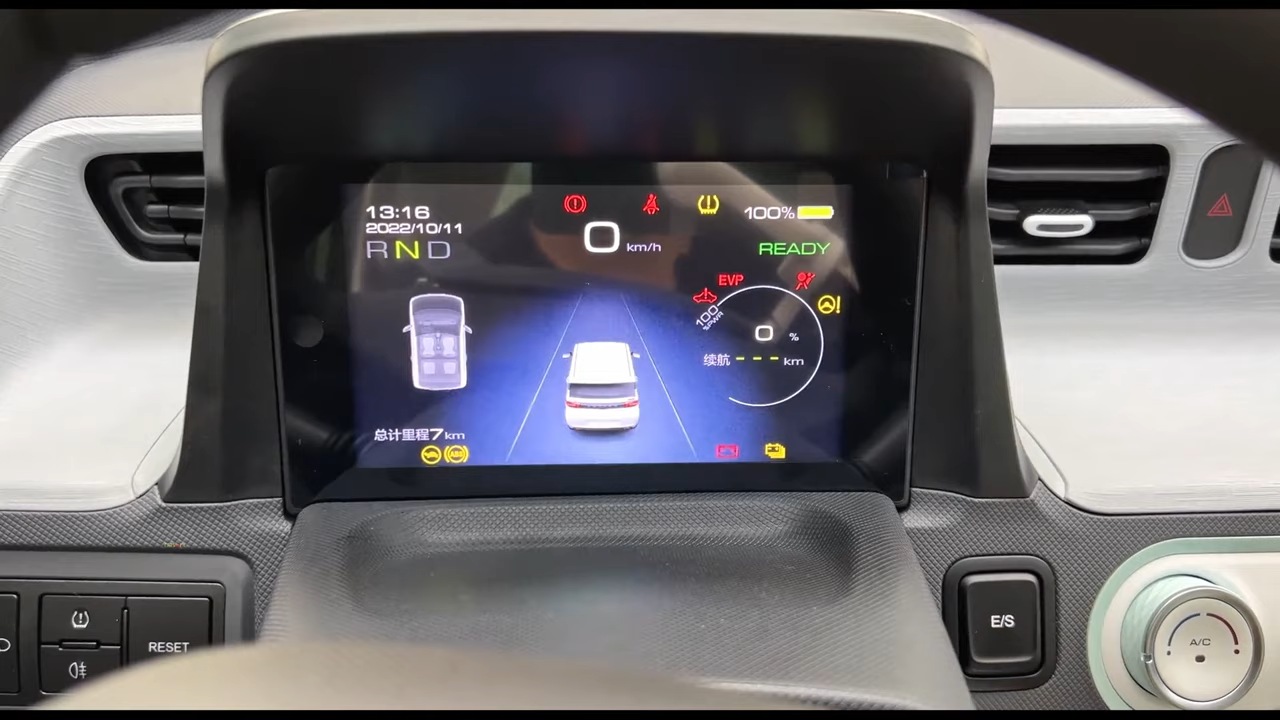 13:16
2022/10/11
R N D
0 km/h
100%
READY
EVP
100
%PWR
0 %
续航 --- km
总计里程7km
ABS
RESET
E/S
A/C